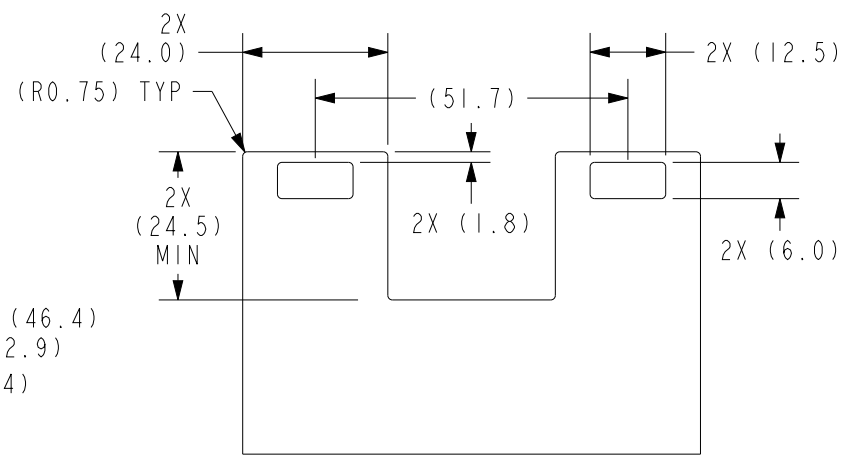 2X
(24.0)
2X (12.5)
(R0.75) TYP
(51.7)
2X
(24.5)
MIN
2X (1.8)
2X (6.0)
(46.4)
2.9)
4)